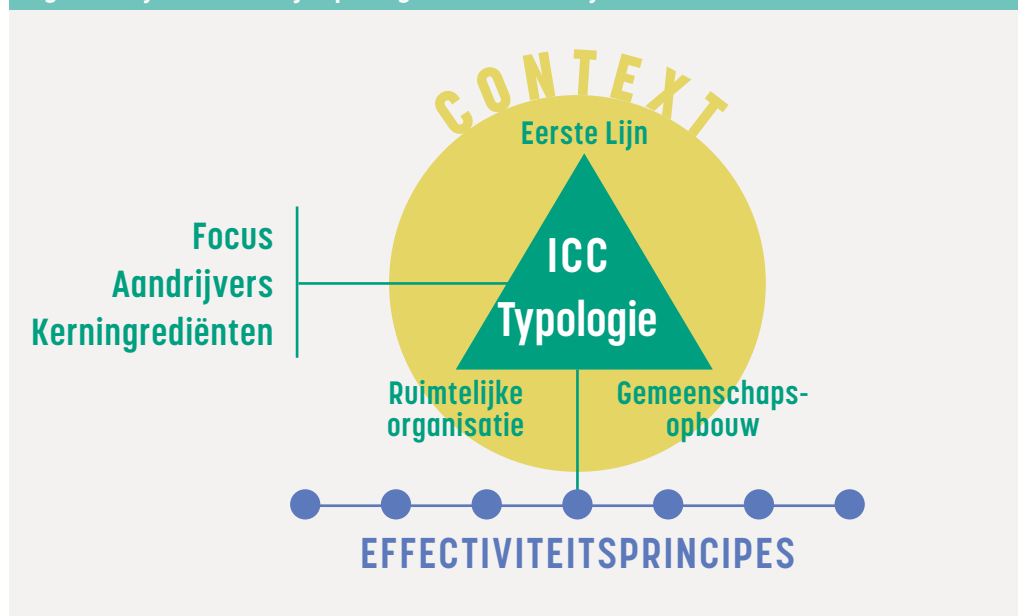 CONTEXT
Eerste Lijn
Focus
Aandrijvers
Kerningrediënten
ICC
Typologie
Ruimtelijke
organisatie
Gemeenschaps-
opbouw
EFFECTIVITEITSPRINCIPES